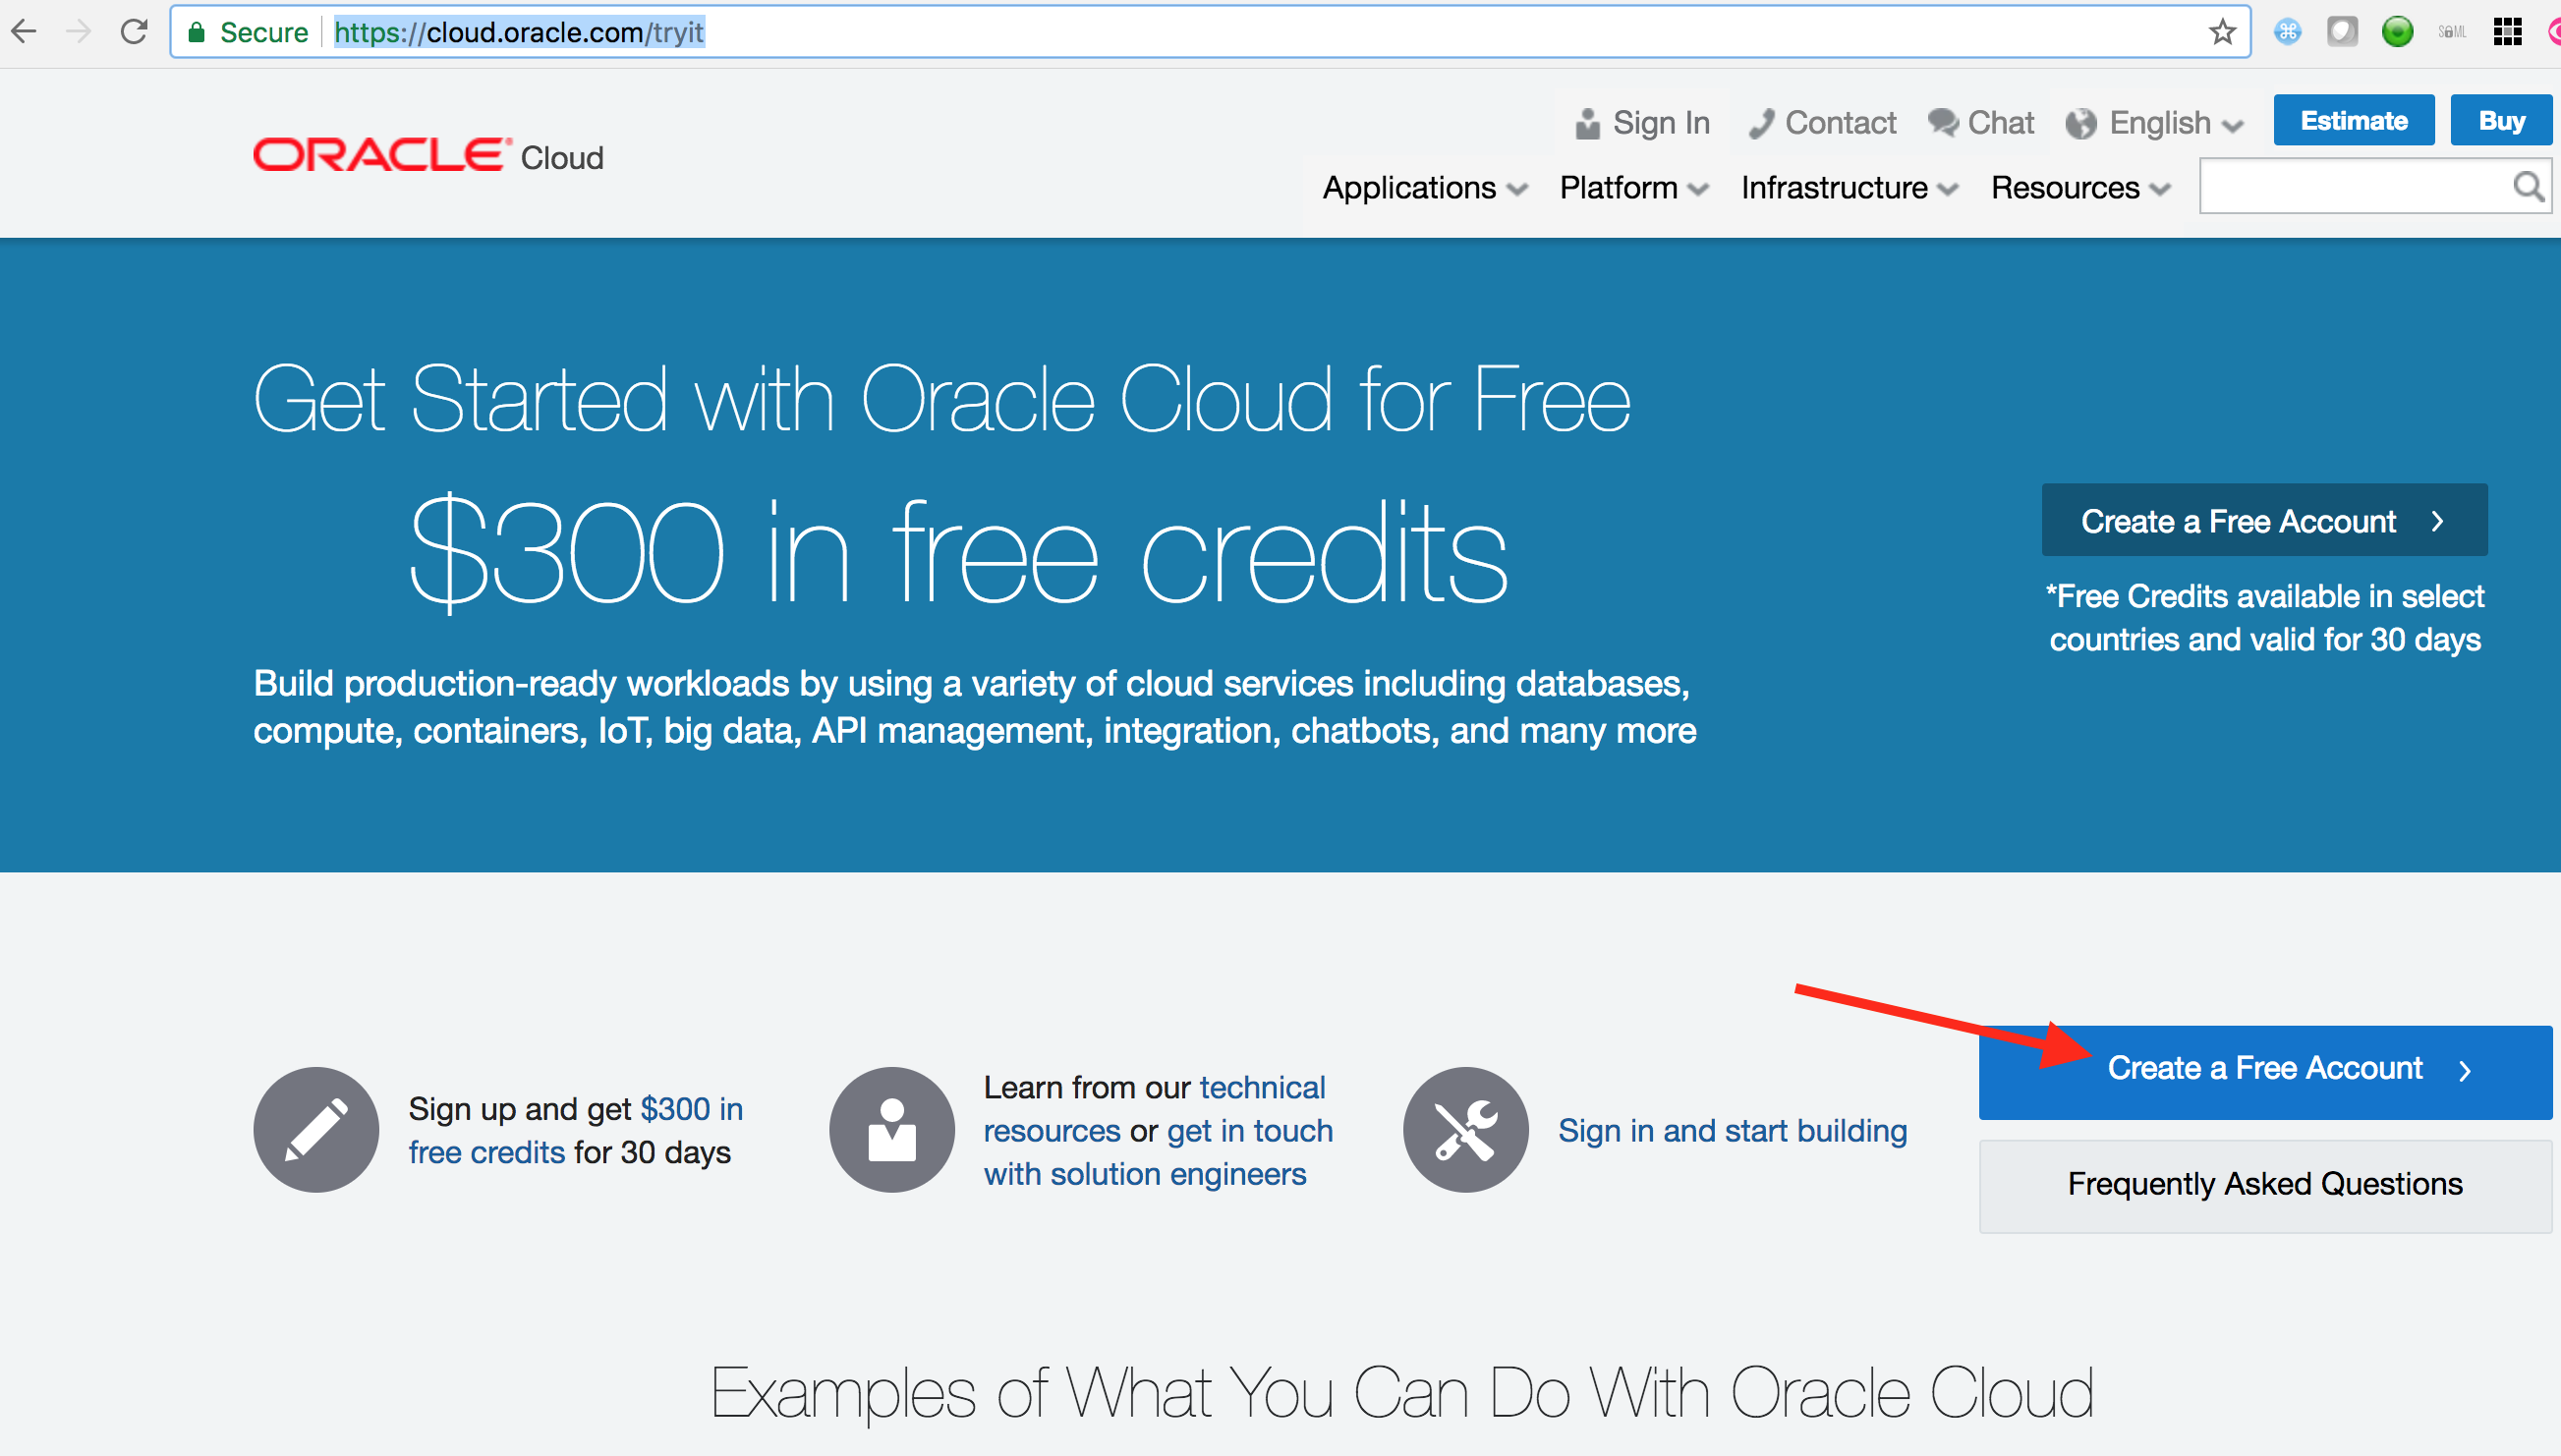 Secure https://cloud.oracle.com/tryit
SAML
Sign In Contact Chat English Estimate Buy
ORACLE® Cloud
Applications Platform Infrastructure Resources
Get Started with Oracle Cloud for Free
$300 in free credits
Create a Free Account >
*Free Credits available in select
countries and valid for 30 days
Build production-ready workloads by using a variety of cloud services including databases,
compute, containers, IoT, big data, API management, integration, chatbots, and many more
Sign up and get $300 in
free credits for 30 days
Learn from our technical
resources or get in touch
with solution engineers
Sign in and start building
Create a Free Account >
Frequently Asked Questions
Examples of What You Can Do With Oracle Cloud